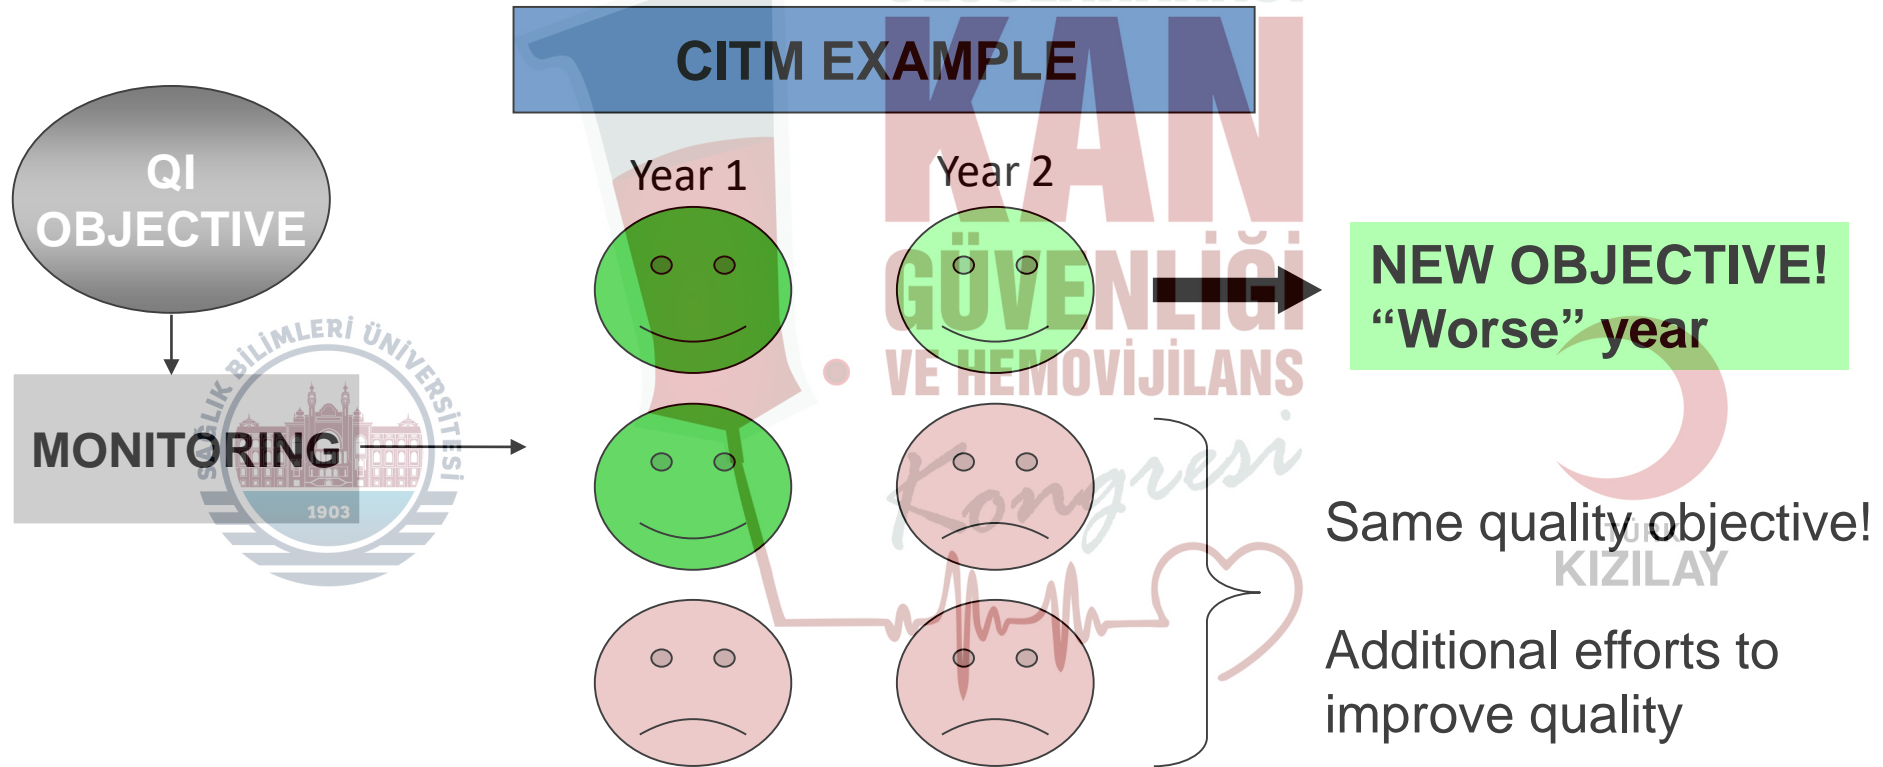 CITM EXAMPLE
QI
OBJECTIVE
MONITORING
Year 1
Year 2
NEW OBJECTIVE!
“Worse” year
Same quality objective!
Additional efforts to
improve quality
KAN
GÜVENLİĞİ
VE HEMOVİJİLANS
Kongresi
SAĞLIK BİLİMLERİ ÜNİVERSİTESİ
1903
TÜRK
KIZILAY